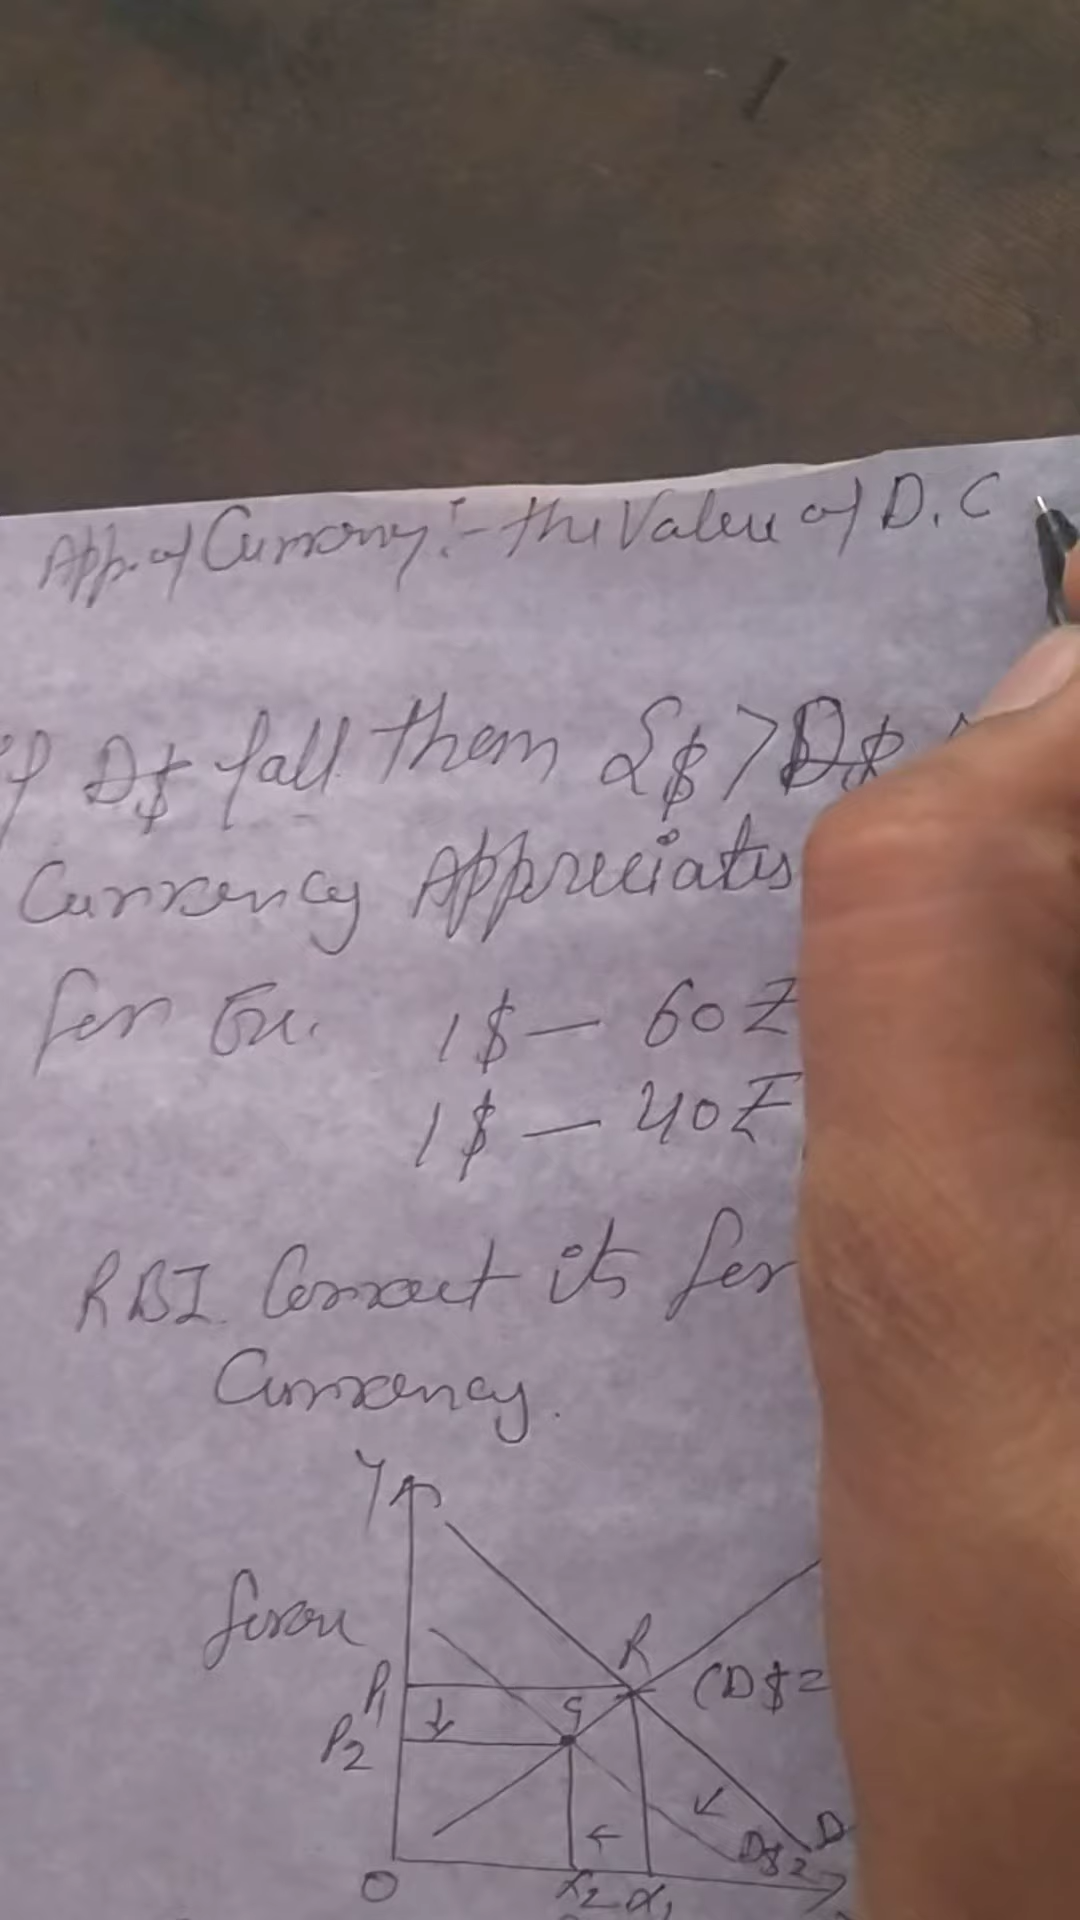 App. of Currency :- the Value of D.C
if D$ fall then S$ > D$
Currency Appreciates
for Ex. 1$ — 60₹
1$ — 40₹
RBI Correct its for
Currency.
Y
R
P1
(D$=
P2
D
D$2
O
x2 x1